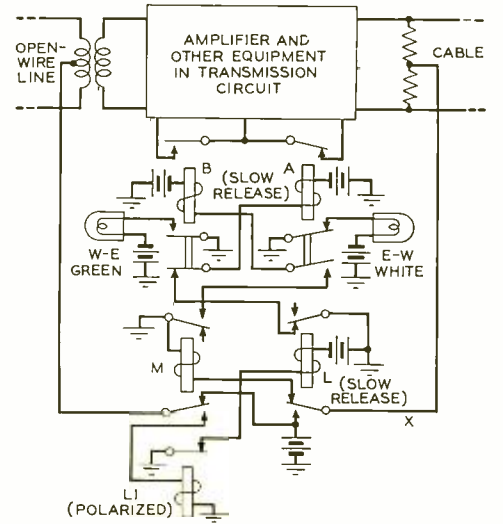 OPEN-
WIRE
LINE
AMPLIFIER AND
OTHER EQUIPMENT
IN TRANSMISSION
CIRCUIT
CABLE
B
(SLOW
RELEASE)
A
W-E
GREEN
E-W
WHITE
M
L
(SLOW
RELEASE)
X
L1
(POLARIZED)